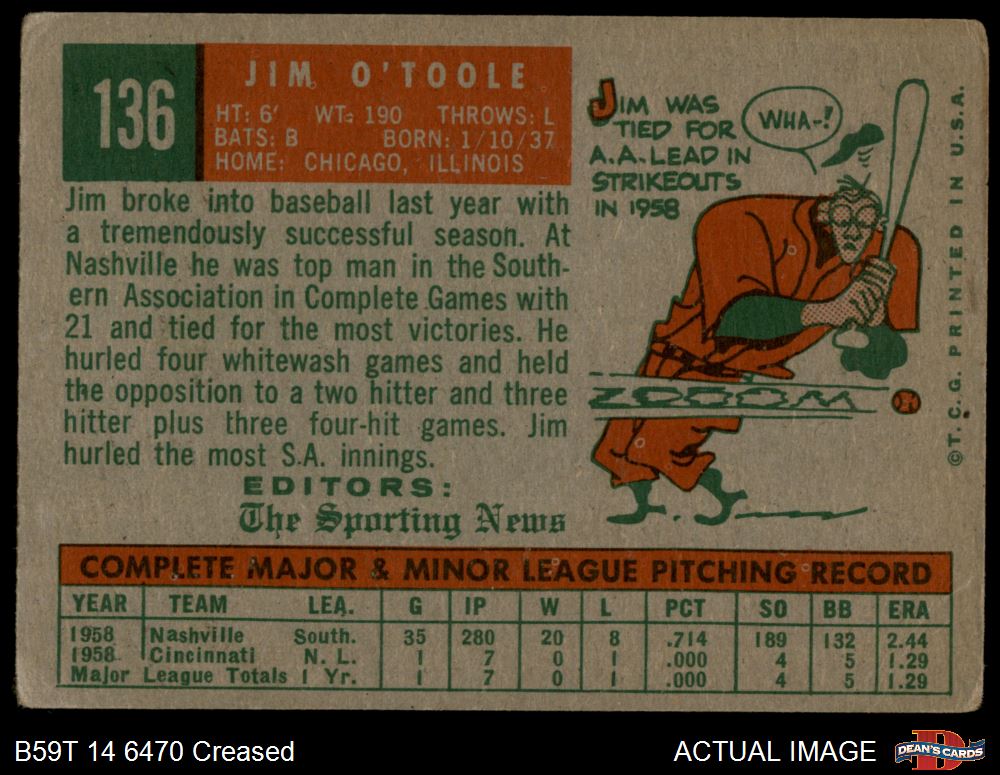 136
JIM O'TOOLE
HT: 6' WT: 190 THROWS: L
BATS: B BORN: 1/10/37
HOME: CHICAGO, ILLINOIS
Jim broke into baseball last year with
a tremendously successful season. At
Nashville he was top man in the South-
ern Association in Complete Games with
21 and tied for the most victories. He
hurled four whitewash games and held
the opposition to a two hitter and three
hitter plus three four-hit games. Jim
hurled the most S.A. innings.
EDITORS:
The Sporting News
JIM WAS
TIED FOR
A.A. LEAD IN
STRIKEOUTS
IN 1958
WHA-!
ZOOOM
©T. C. G. PRINTED IN U.S.A.
COMPLETE MAJOR & MINOR LEAGUE PITCHING RECORD
YEAR TEAM LEA. G IP W L PCT SO BB ERA
1958 Nashville South. 35 280 20 8 .714 189 132 2.44
1958 Cincinnati N. L. 1 7 0 1 .000 4 5 1.29
Major League Totals 1 Yr. 1 7 0 1 .000 4 5 1.29
B59T 14 6470 Creased
ACTUAL IMAGE
DEAN'S CARDS